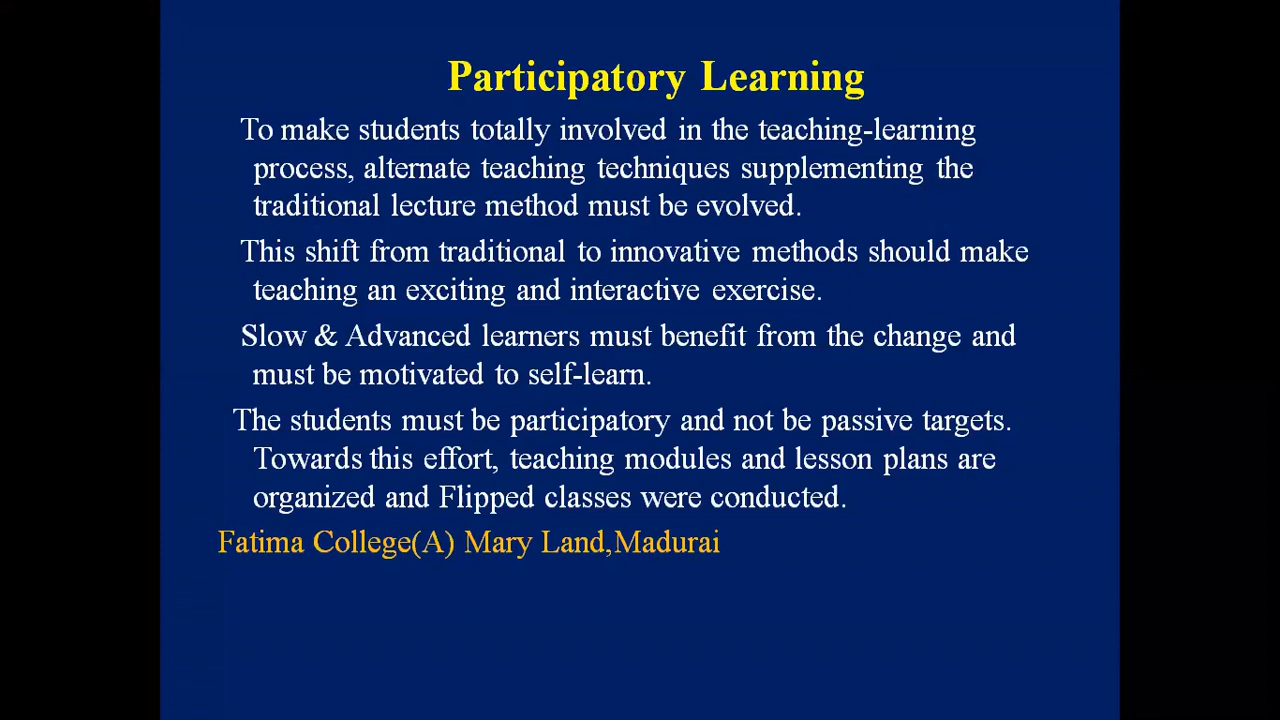 Participatory Learning
To make students totally involved in the teaching-learning
process, alternate teaching techniques supplementing the
traditional lecture method must be evolved.
This shift from traditional to innovative methods should make
teaching an exciting and interactive exercise.
Slow & Advanced learners must benefit from the change and
must be motivated to self-learn.
The students must be participatory and not be passive targets.
Towards this effort, teaching modules and lesson plans are
organized and Flipped classes were conducted.
Fatima College(A) Mary Land,Madurai